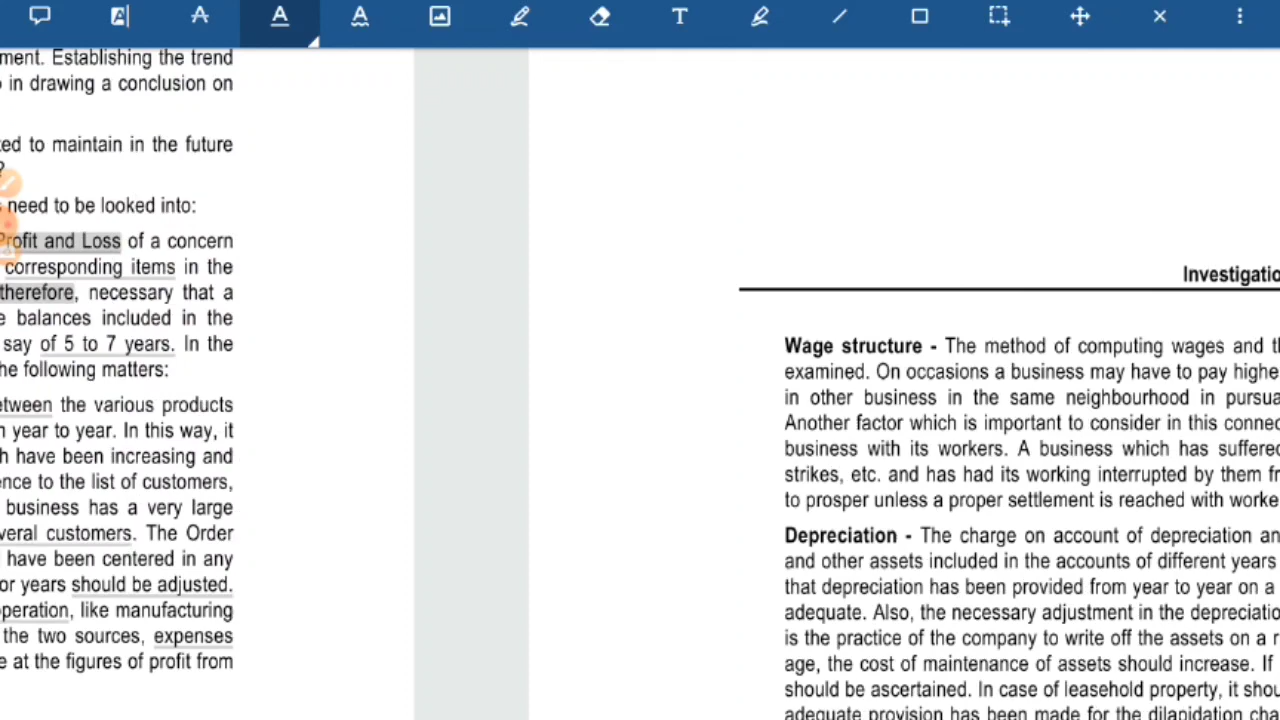 ment. Establishing the trend
in drawing a conclusion on
ed to maintain in the future
?
need to be looked into:
Profit and Loss of a concern
corresponding items in the
therefore, necessary that a
e balances included in the
say of 5 to 7 years. In the
he following matters:
etween the various products
year to year. In this way, it
h have been increasing and
ence to the list of customers,
business has a very large
veral customers. The Order
have been centered in any
or years should be adjusted.
peration, like manufacturing
the two sources, expenses
e at the figures of profit from
Investigatio
Wage structure - The method of computing wages and th
examined. On occasions a business may have to pay highe
in other business in the same neighbourhood in pursua
Another factor which is important to consider in this connec
business with its workers. A business which has suffered
strikes, etc. and has had its working interrupted by them fr
to prosper unless a proper settlement is reached with worke
Depreciation - The charge on account of depreciation an
and other assets included in the accounts of different years
that depreciation has been provided from year to year on a
adequate. Also, the necessary adjustment in the depreciatio
is the practice of the company to write off the assets on a r
age, the cost of maintenance of assets should increase. If
should be ascertained. In case of leasehold property, it shou
adequate provision has been made for the dilapidation cha